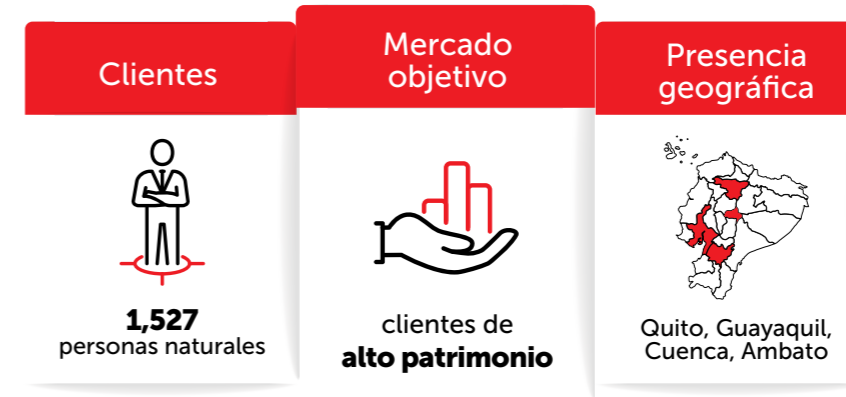 Clientes
1,527
personas naturales
Mercado
objetivo
clientes de
alto patrimonio
Presencia
geográfica
Quito, Guayaquil,
Cuenca, Ambato